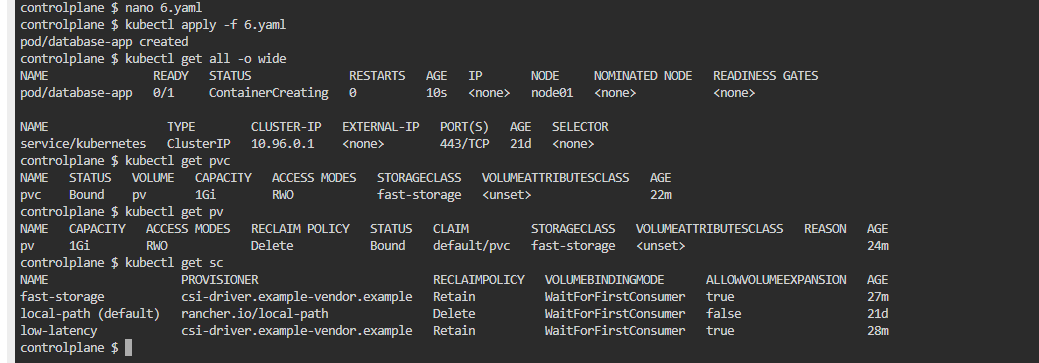 controlplane $ nano 6.yaml
controlplane $ kubectl apply -f 6.yaml
pod/database-app created
controlplane $ kubectl get all -o wide
NAME READY STATUS RESTARTS AGE IP NODE NOMINATED NODE READINESS GATES
pod/database-app 0/1 ContainerCreating 0 10s <none> node01 <none> <none>
NAME TYPE CLUSTER-IP EXTERNAL-IP PORT(S) AGE SELECTOR
service/kubernetes ClusterIP 10.96.0.1 <none> 443/TCP 21d <none>
controlplane $ kubectl get pvc
NAME STATUS VOLUME CAPACITY ACCESS MODES STORAGECLASS VOLUMEATTRIBUTESCLASS AGE
pvc Bound pv 1Gi RWO fast-storage <unset> 22m
controlplane $ kubectl get pv
NAME CAPACITY ACCESS MODES RECLAIM POLICY STATUS CLAIM STORAGECLASS VOLUMEATTRIBUTESCLASS REASON AGE
pv 1Gi RWO Delete Bound default/pvc fast-storage <unset> 24m
controlplane $ kubectl get sc
NAME PROVISIONER RECLAIMPOLICY VOLUMEBINDINGMODE ALLOWVOLUMEEXPANSION AGE
fast-storage csi-driver.example-vendor.example Retain WaitForFirstConsumer true 27m
local-path (default) rancher.io/local-path Delete WaitForFirstConsumer false 21d
low-latency csi-driver.example-vendor.example Retain WaitForFirstConsumer true 28m
controlplane $